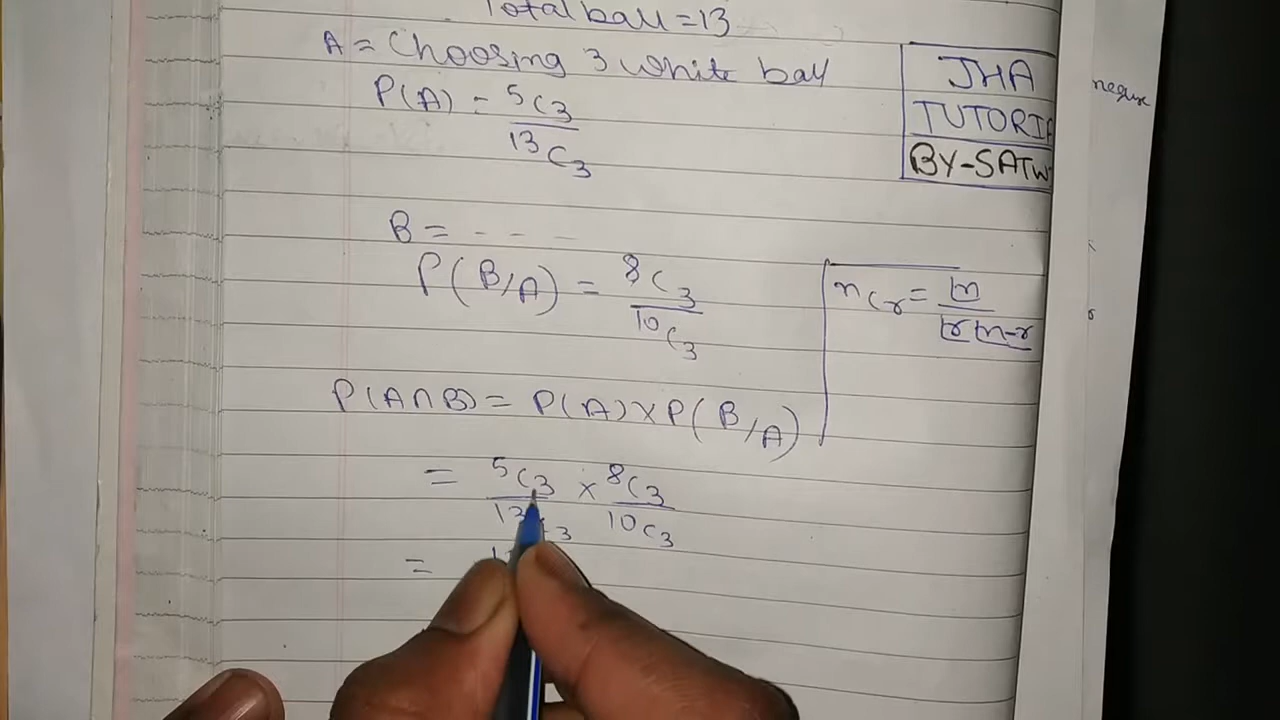 Total ball = 13
A = Choosing 3 white ball
P(A) = ⁵C₃
¹³C₃
B = - - -
P(B/A) = ⁸C₃
¹⁰C₃
P(A∩B) = P(A) × P(B/A)
= ⁵C₃ × ⁸C₃
¹³C₃ ¹⁰C₃
=
JHA
TUTORI
BY-SATW
ⁿCᵣ = |n
|r |n-r